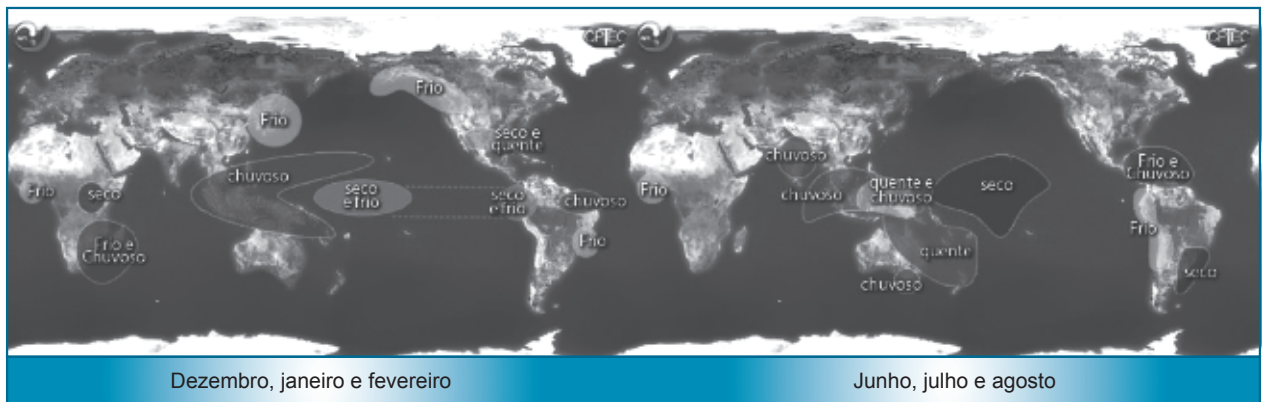 CPTEC
CPTEC
Frio
Frio
seco e
quente
chuvoso
Frio
seco
seco
e frio
seco
e frio
chuvoso
Frio e
Chuvoso
Frio
chuvoso
Frio e
Chuvoso
Frio
chuvoso
quente e
chuvoso
seco
Frio
quente
chuvoso
seco
Dezembro, janeiro e fevereiro
Junho, julho e agosto